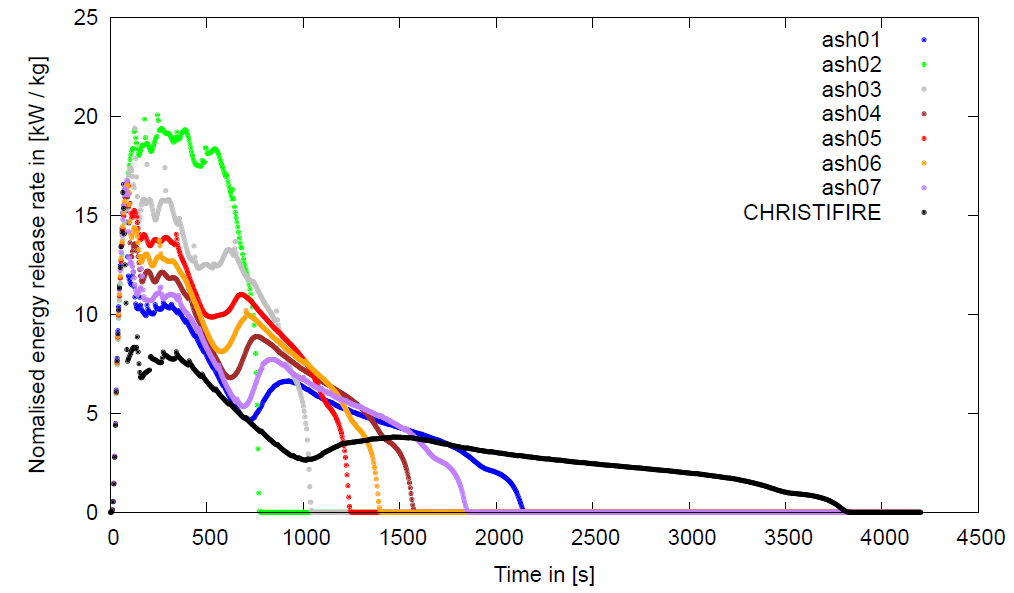 25
20
15
10
5
0
Nomalised energy release rate in [kW / kg]
ash01
ash02
ash03
ash04
ash05
ash06
ash07
CHRISTIFIRE
0 500 1000 1500 2000 2500 3000 3500 4000 4500
Time in [s]